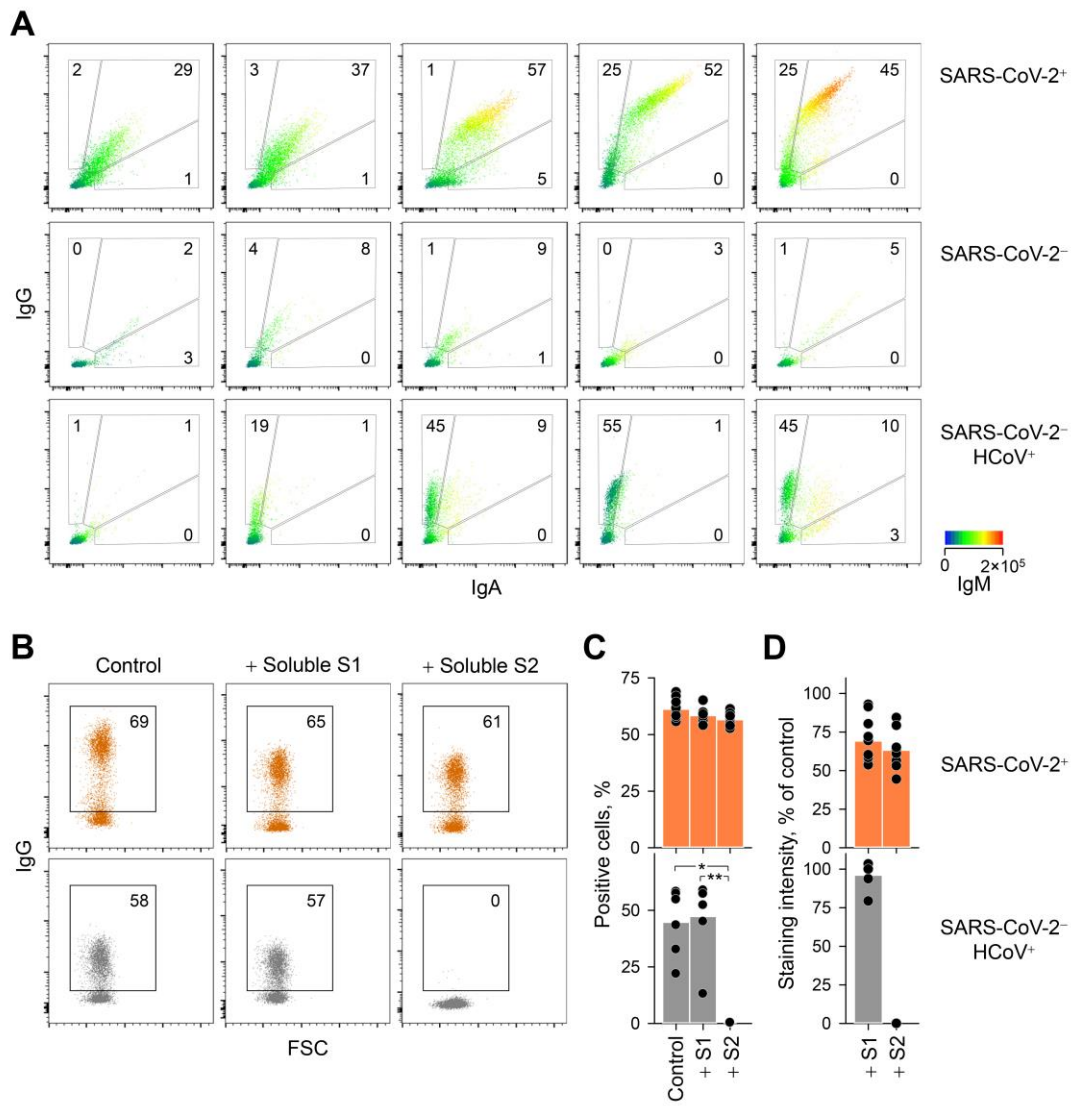 A
2 29 3 37 1 57 25 52 25 45
SARS-CoV-2⁺
1 1 5 0 0
0 2 4 8 1 9 0 3 1 5
SARS-CoV-2⁻
IgG
3 0 1 0 0
1 1 19 1 45 9 55 1 45 10
SARS-CoV-2⁻
HCoV⁺
0 0 0 0 3
0 2×10⁵
IgM
IgA
B
Control + Soluble S1 + Soluble S2
69 65 61
IgG
58 57 0
FSC
C
75
50
25
0
Positive cells, %
* **
50
25
0
Control
+ S1
+ S2
D
100
75
50
25
0
Staining intensity, % of control
100
75
50
25
0
+ S1
+ S2
SARS-CoV-2⁺
SARS-CoV-2⁻
HCoV⁺